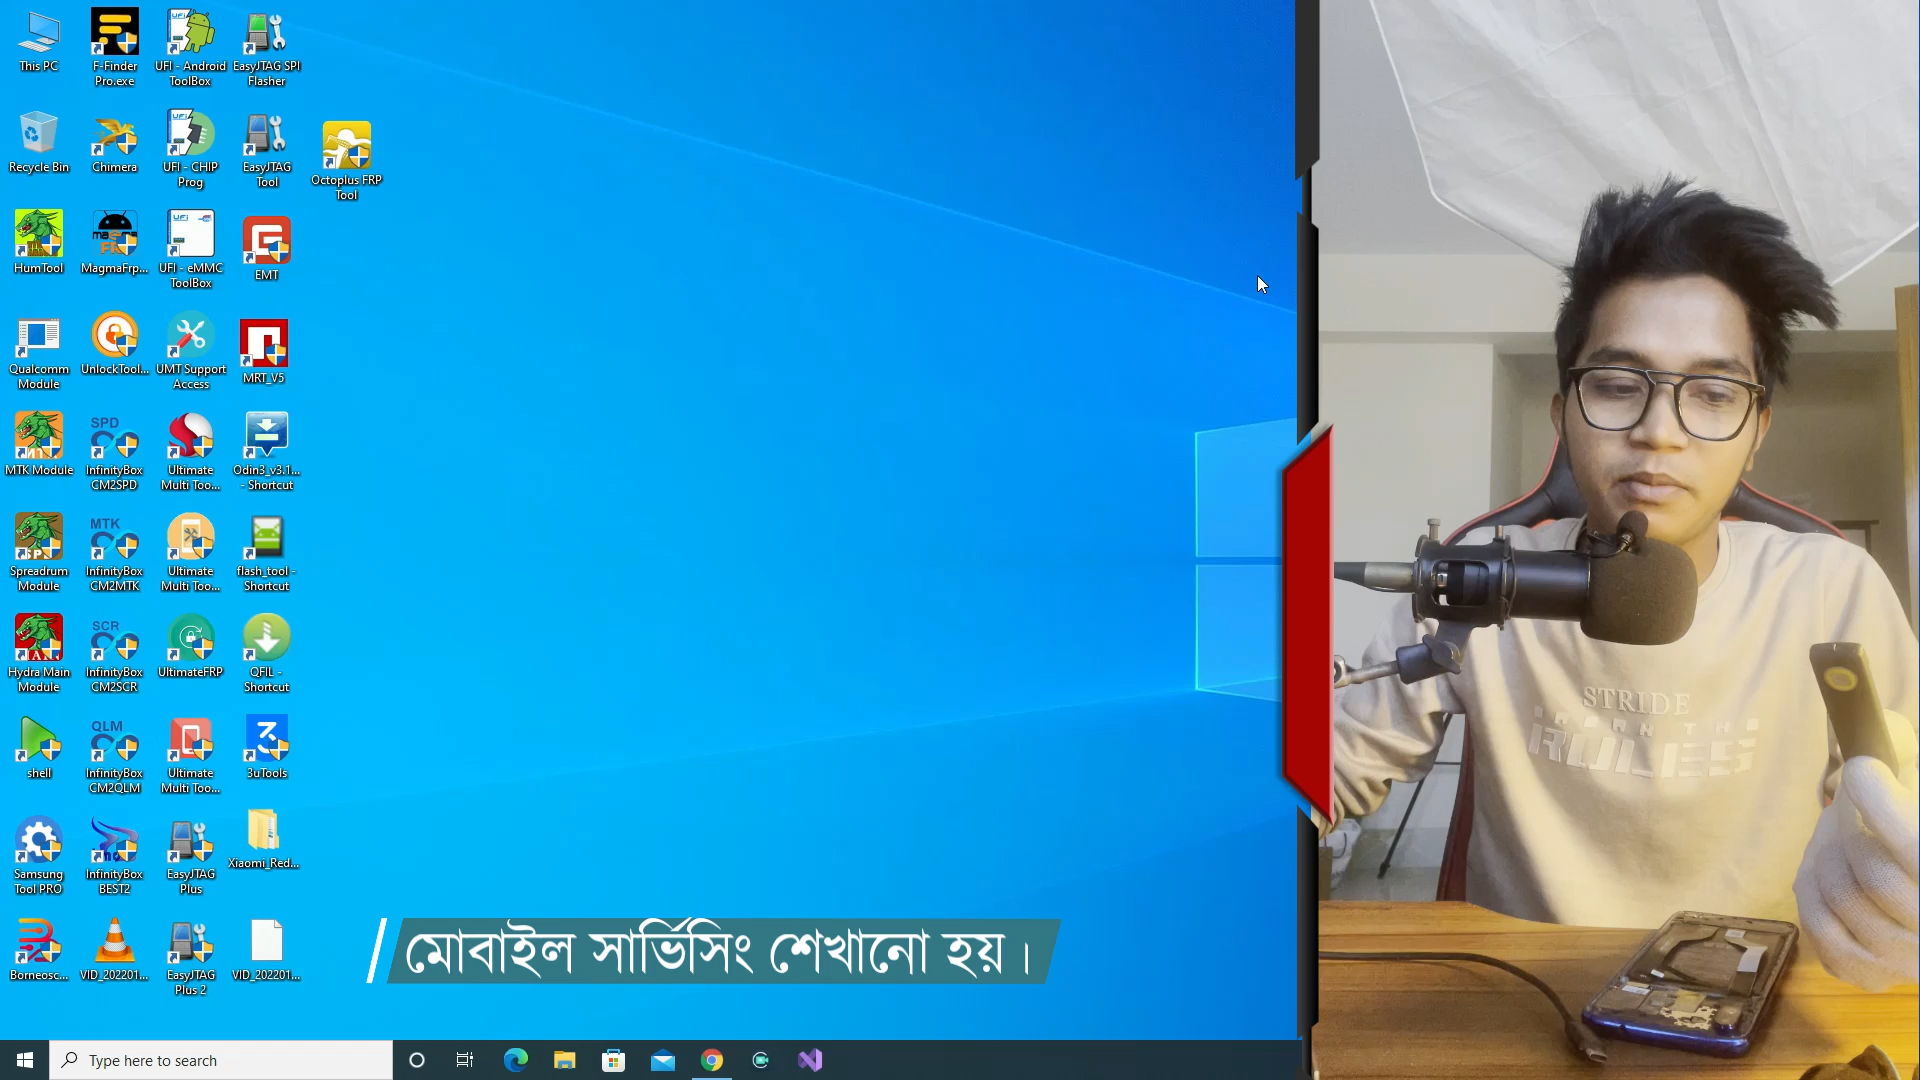 This PC
F-Finder
Pro.exe
UFI - Android
ToolBox
EasyJTAG SPI
Flasher
Recycle Bin
Chimera
UFI - CHIP
Prog
EasyJTAG
Tool
Octoplus FRP
Tool
HumTool
MagmaFrp...
UFI - eMMC
ToolBox
EMT
Qualcomm
Module
UnlockTool...
UMT Support
Access
MRT_V5
MTK Module
SPD
InfinityBox
CM2SPD
Ultimate
Multi Too...
Odin3_v3.1...
- Shortcut
Spreadrum
Module
MTK
InfinityBox
CM2MTK
Ultimate
Multi Too...
flash_tool -
Shortcut
Hydra Main
Module
SCR
InfinityBox
CM2SCR
UltimateFRP
QFIL -
Shortcut
shell
QLM
InfinityBox
CM2QLM
Ultimate
Multi Too...
3uTools
Samsung
Tool PRO
InfinityBox
BEST2
EasyJTAG
Plus
Xiaomi_Red...
Borneosc...
VID_202201...
EasyJTAG
Plus 2
VID_202201...
মোবাইল সার্ভিসিং শেখানো হয়।
Type here to search
STRIDE
RULES